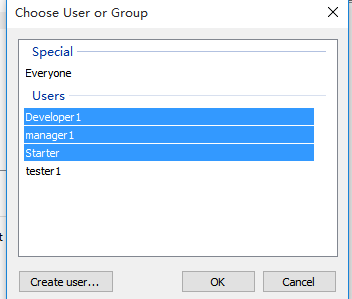 Choose User or Group
Special
Everyone
Users
Developer1
manager1
Starter
tester1
t
Create user...
OK
Cancel